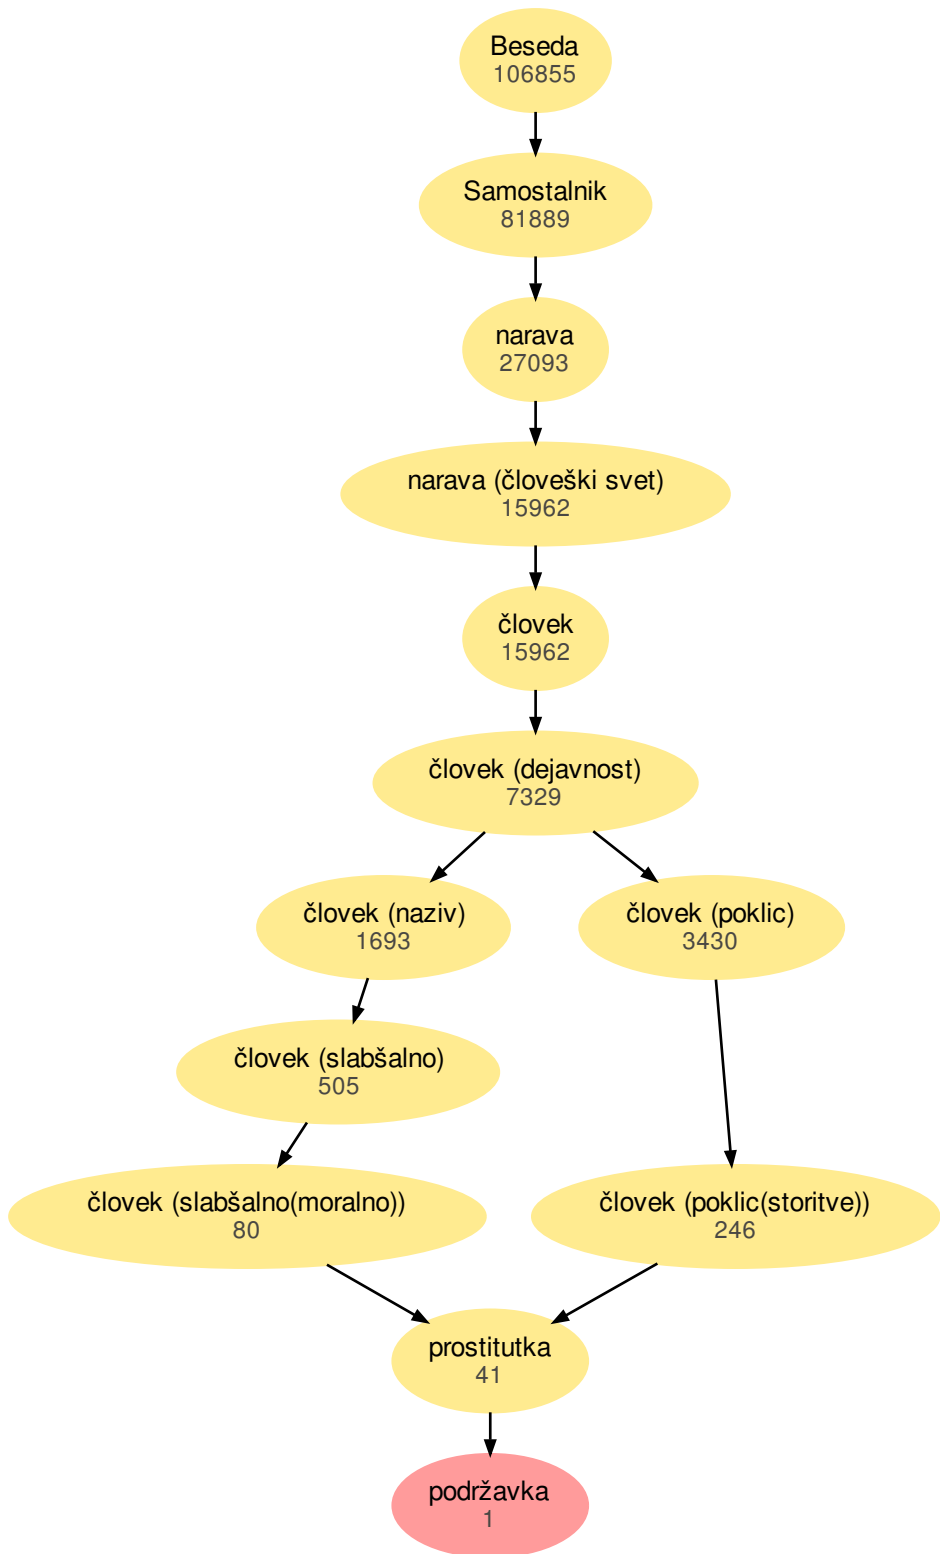 Beseda
106855
Samostalnik
81889
narava
27093
narava (človeški svet)
15962
človek
15962
človek (dejavnost)
7329
človek (naziv)
1693
človek (poklic)
3430
človek (slabšalno)
505
človek (slabšalno(moralno))
80
človek (poklic(storitve))
246
prostitutka
41
podržavka
1